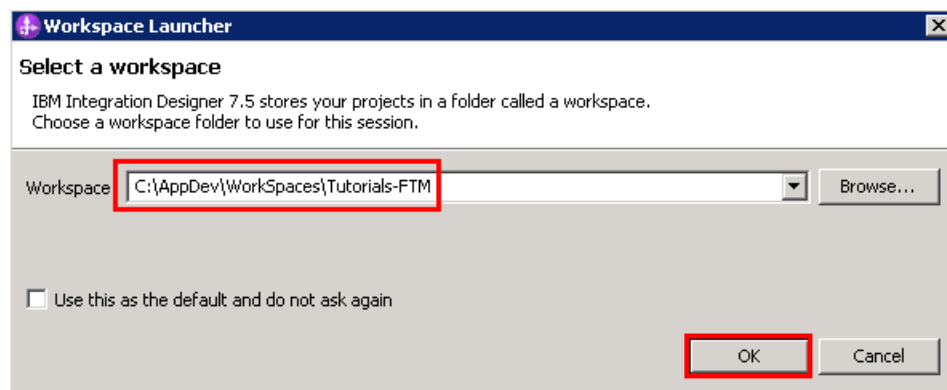 Workspace Launcher
Select a workspace
IBM Integration Designer 7.5 stores your projects in a folder called a workspace.
Choose a workspace folder to use for this session.
Workspace C:\AppDev\WorkSpaces\Tutorials-FTM Browse...
Use this as the default and do not ask again
OK Cancel